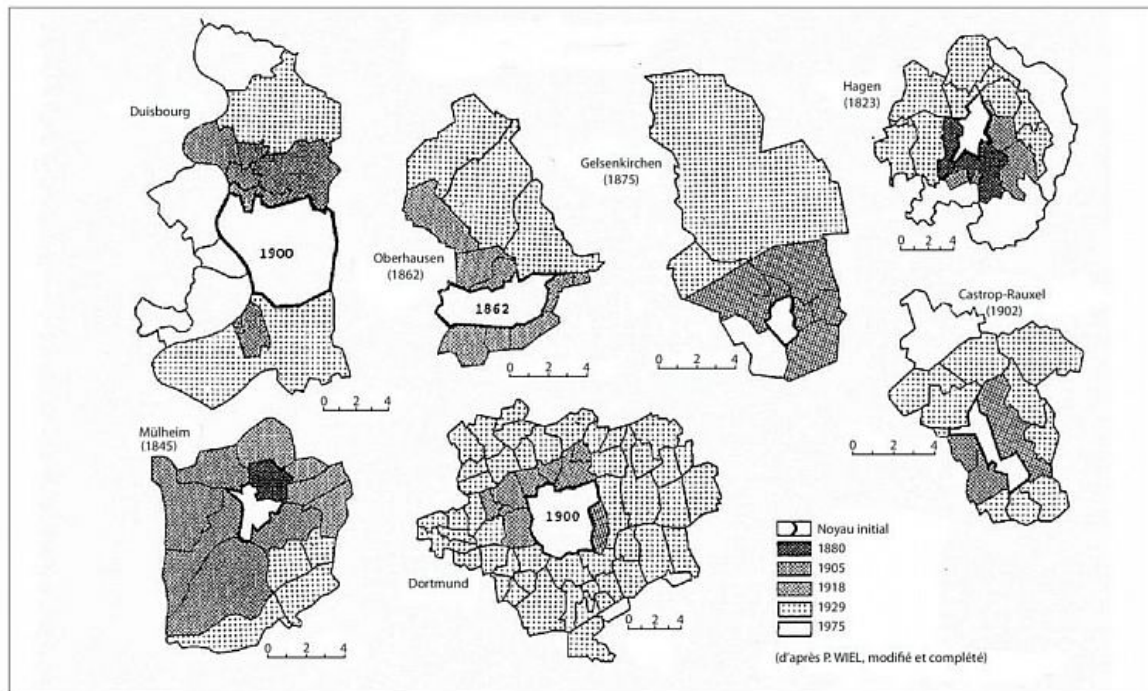 Duisbourg
1900
0 2 4
Oberhausen
(1862)
1862
0 2 4
Gelsenkirchen
(1875)
0 2 4
Hagen
(1823)
0 2 4
Castrop-Rauxel
(1902)
0 2 4
Mülheim
(1845)
0 2 4
1900
Dortmund
0 2 4
Noyau initial
1880
1905
1918
1929
1975
(d'après P. WIEL, modifié et complété)